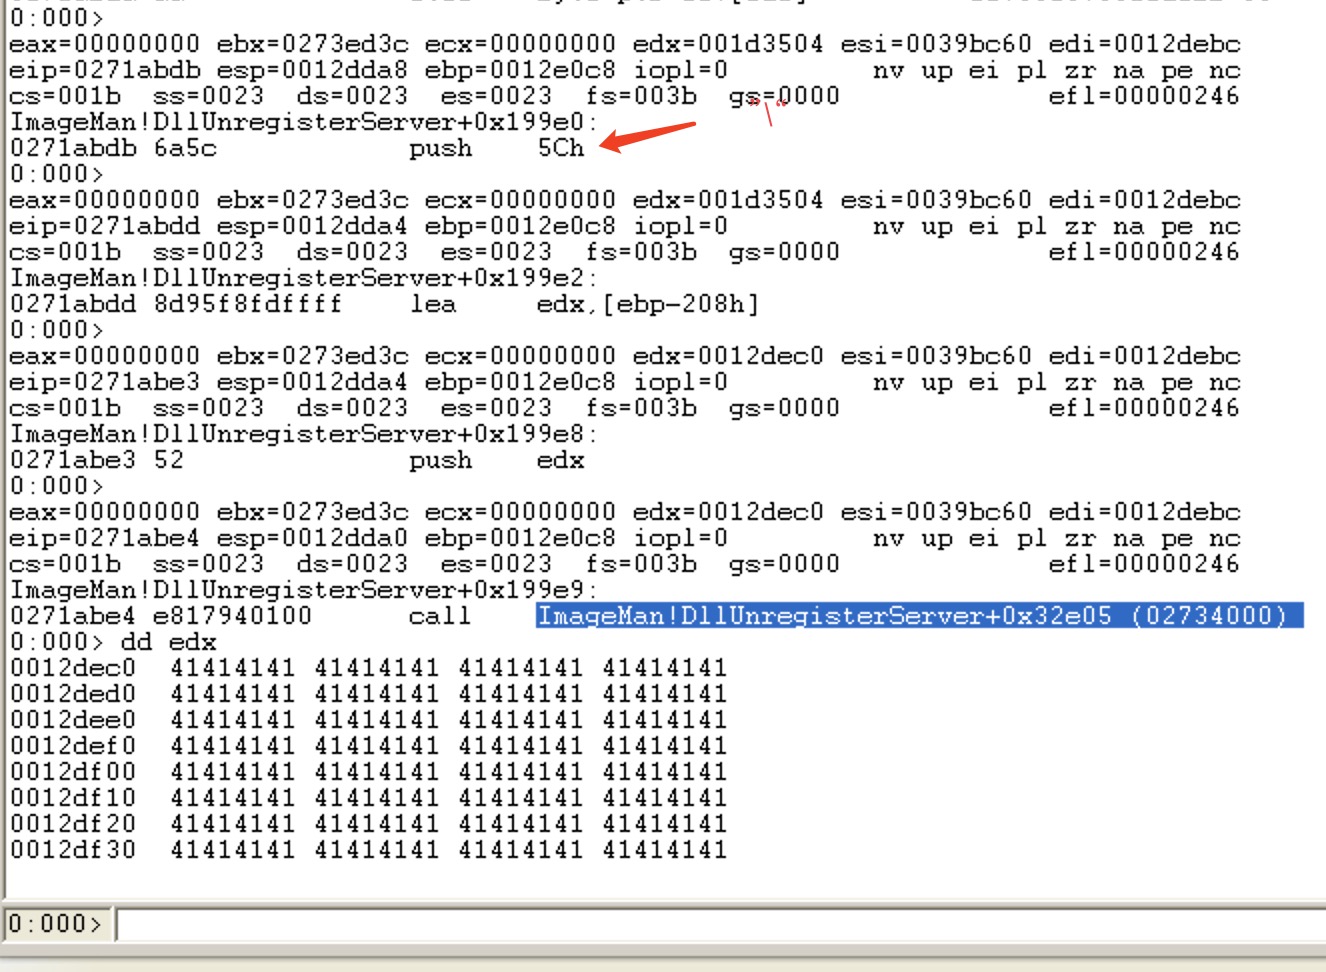 0:000>
eax=00000000 ebx=0273ed3c ecx=00000000 edx=001d3504 esi=0039bc60 edi=0012debc
eip=0271abdb esp=0012dda8 ebp=0012e0c8 iopl=0         nv up ei pl zr na pe nc
cs=001b  ss=0023  ds=0023  es=0023  fs=003b  gs=0000             efl=00000246
"\"
ImageMan!DllUnregisterServer+0x199e0:
0271abdb 6a5c            push    5Ch
0:000>
eax=00000000 ebx=0273ed3c ecx=00000000 edx=001d3504 esi=0039bc60 edi=0012debc
eip=0271abdd esp=0012dda4 ebp=0012e0c8 iopl=0         nv up ei pl zr na pe nc
cs=001b  ss=0023  ds=0023  es=0023  fs=003b  gs=0000             efl=00000246
ImageMan!DllUnregisterServer+0x199e2:
0271abdd 8d95f8fdffff    lea     edx,[ebp-208h]
0:000>
eax=00000000 ebx=0273ed3c ecx=00000000 edx=0012dec0 esi=0039bc60 edi=0012debc
eip=0271abe3 esp=0012dda4 ebp=0012e0c8 iopl=0         nv up ei pl zr na pe nc
cs=001b  ss=0023  ds=0023  es=0023  fs=003b  gs=0000             efl=00000246
ImageMan!DllUnregisterServer+0x199e8:
0271abe3 52              push    edx
0:000>
eax=00000000 ebx=0273ed3c ecx=00000000 edx=0012dec0 esi=0039bc60 edi=0012debc
eip=0271abe4 esp=0012dda0 ebp=0012e0c8 iopl=0         nv up ei pl zr na pe nc
cs=001b  ss=0023  ds=0023  es=0023  fs=003b  gs=0000             efl=00000246
ImageMan!DllUnregisterServer+0x199e9:
0271abe4 e817940100      call    ImageMan!DllUnregisterServer+0x32e05 (02734000)
0:000> dd edx
0012dec0  41414141 41414141 41414141 41414141
0012ded0  41414141 41414141 41414141 41414141
0012dee0  41414141 41414141 41414141 41414141
0012def0  41414141 41414141 41414141 41414141
0012df00  41414141 41414141 41414141 41414141
0012df10  41414141 41414141 41414141 41414141
0012df20  41414141 41414141 41414141 41414141
0012df30  41414141 41414141 41414141 41414141
0:000>